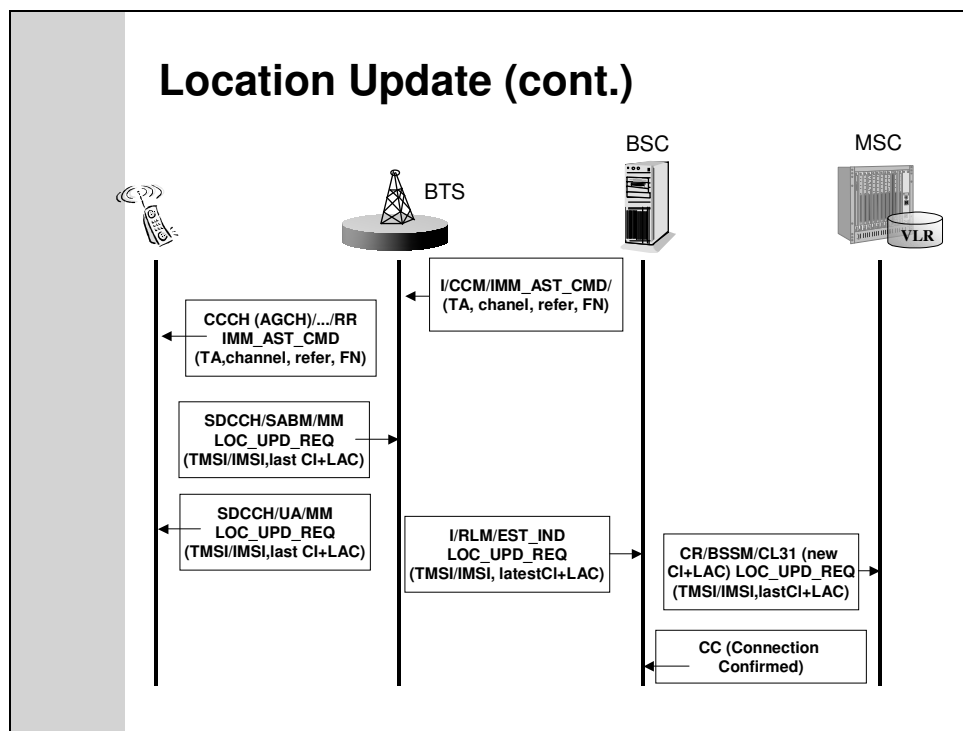 Location Update (cont.)
BSC
MSC
BTS
VLR
I/CCM/IMM_AST_CMD/
(TA, chanel, refer, FN)
CCCH (AGCH)/.../RR
IMM_AST_CMD
(TA,channel, refer, FN)
SDCCH/SABM/MM
LOC_UPD_REQ
(TMSI/IMSI,last CI+LAC)
SDCCH/UA/MM
LOC_UPD_REQ
(TMSI/IMSI,last CI+LAC)
I/RLM/EST_IND
LOC_UPD_REQ
(TMSI/IMSI, latestCI+LAC)
CR/BSSM/CL31 (new
CI+LAC) LOC_UPD_REQ
(TMSI/IMSI,lastCI+LAC)
CC (Connection
Confirmed)